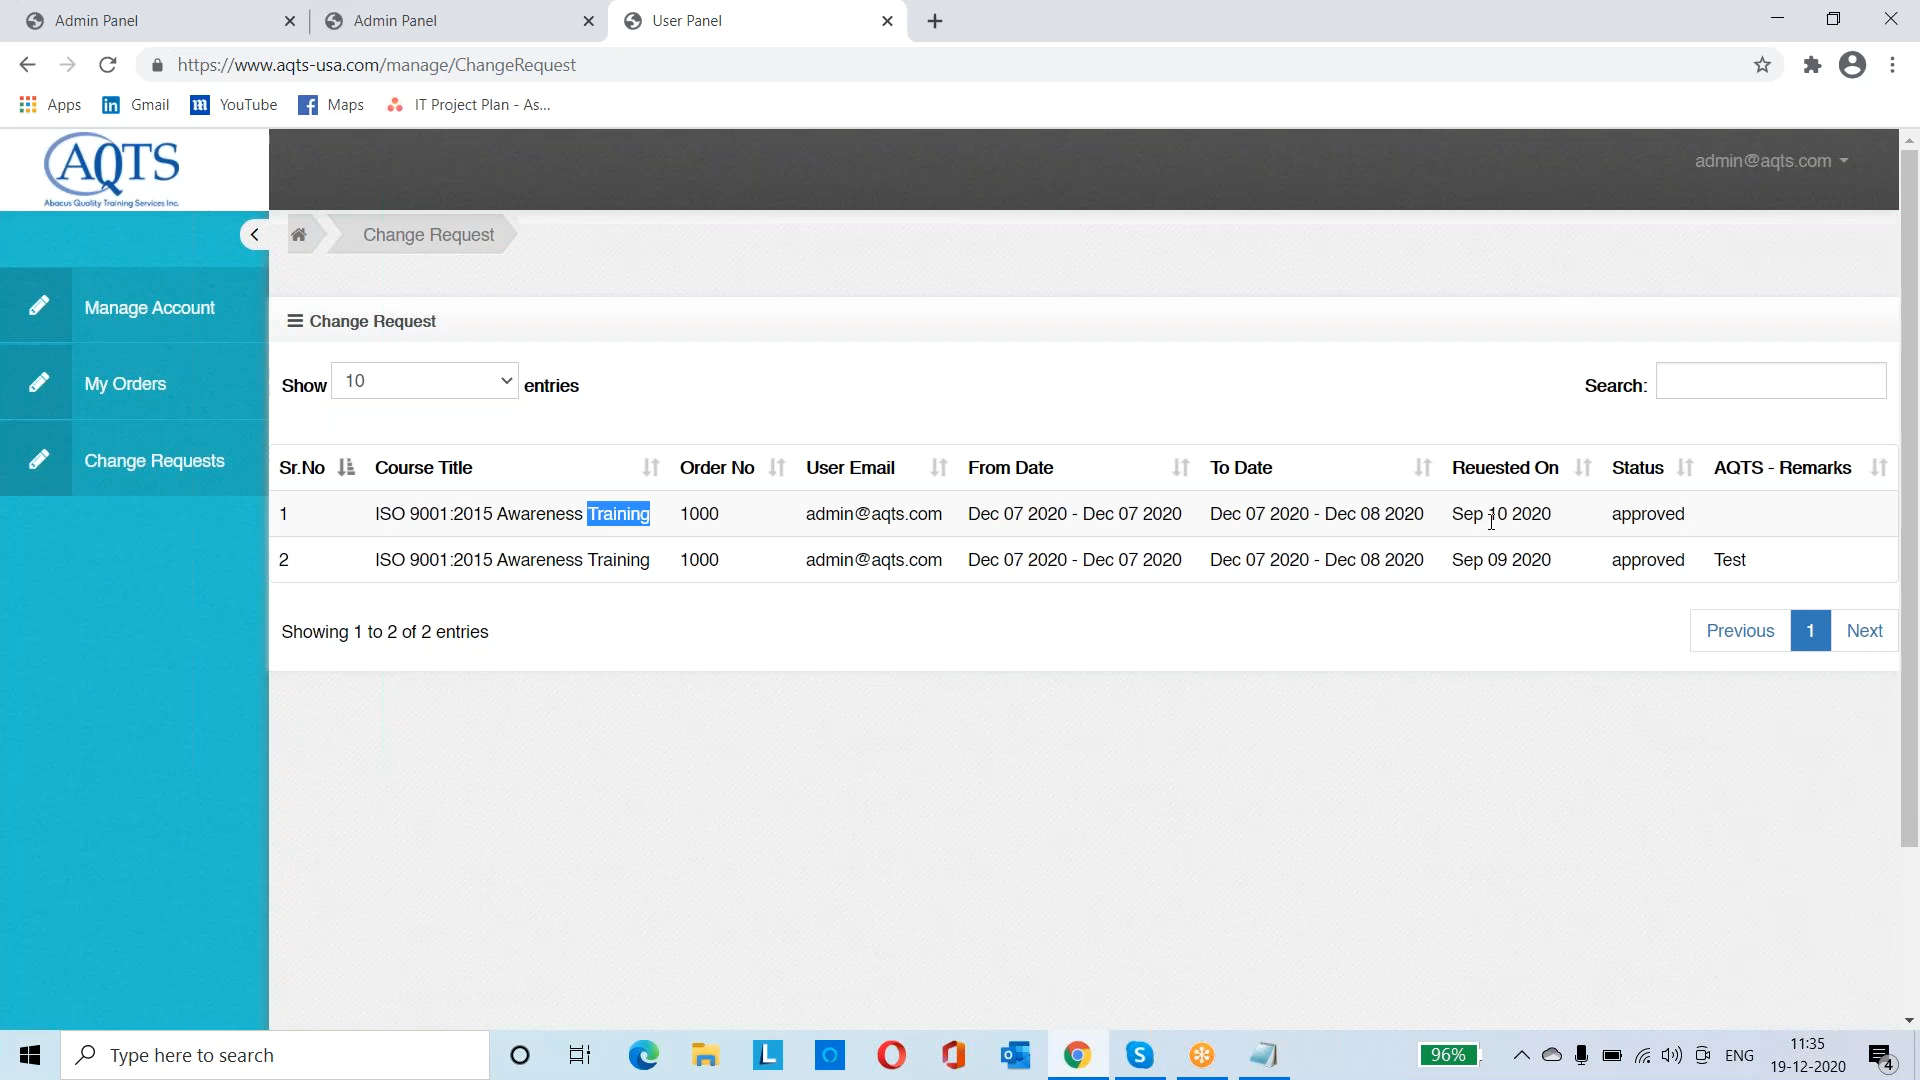 Admin Panel
Admin Panel
User Panel
https://www.aqts-usa.com/manage/ChangeRequest
Apps
Gmail
YouTube
Maps
IT Project Plan - As...
AQTS
Abacus Quality Training Services Inc.
admin@aqts.com
Change Request
Manage Account
My Orders
Change Requests
Change Request
Show 10 entries
Search:
Sr.No Course Title Order No User Email From Date To Date Reuested On Status AQTS - Remarks
1 ISO 9001:2015 Awareness Training 1000 admin@aqts.com Dec 07 2020 - Dec 07 2020 Dec 07 2020 - Dec 08 2020 Sep 10 2020 approved
2 ISO 9001:2015 Awareness Training 1000 admin@aqts.com Dec 07 2020 - Dec 07 2020 Dec 07 2020 - Dec 08 2020 Sep 09 2020 approved Test
Showing 1 to 2 of 2 entries
Previous 1 Next
Type here to search
96%
ENG
11:35
19-12-2020
4